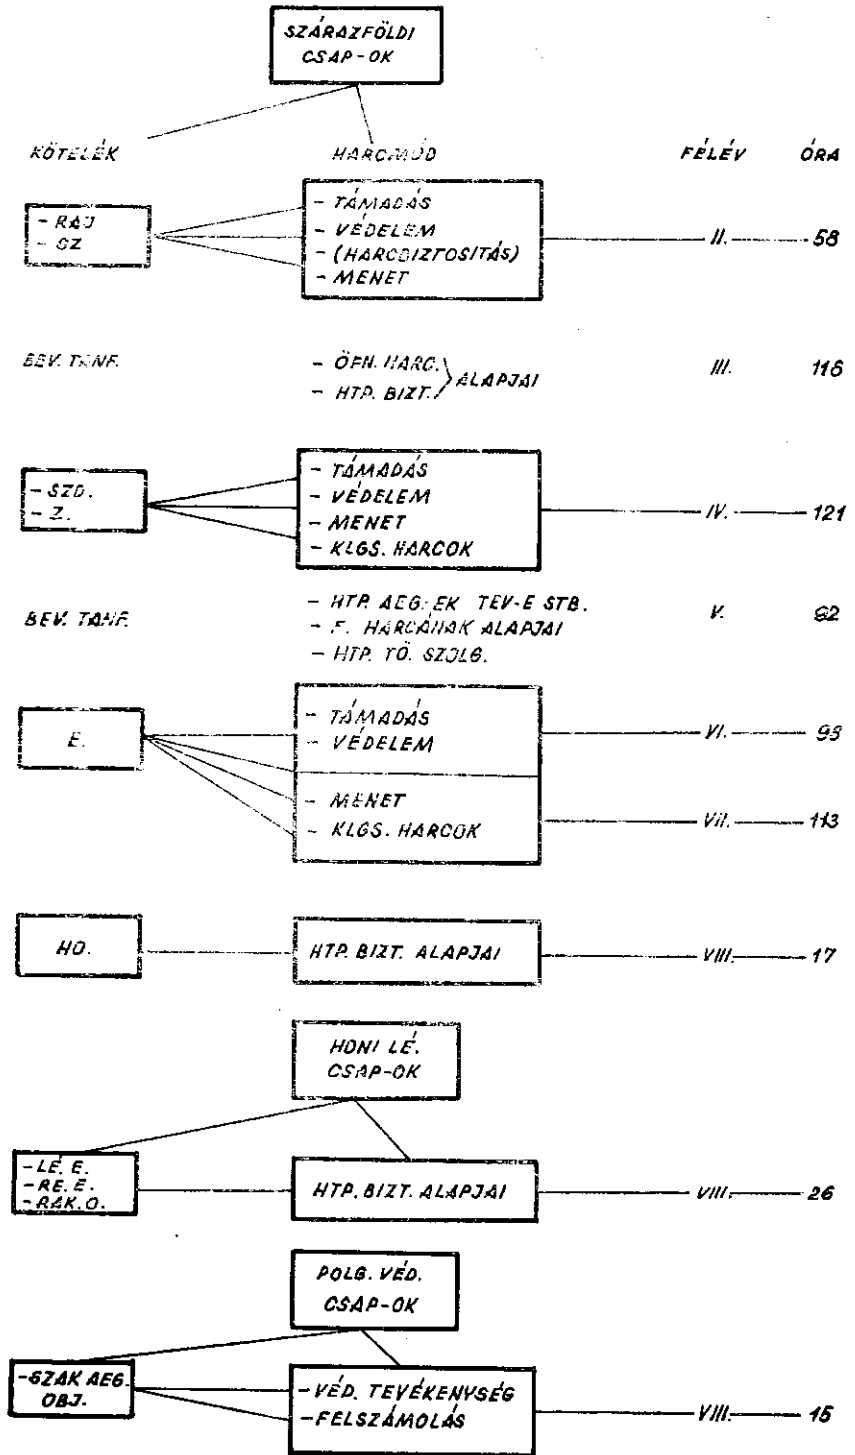 SZÁRAZFÖLDI
CSAP-OK
KÖTELÉK HARCMÓD FÉLÉV ÓRA
- RAJ
- SZ
- TÁMADÁS
- VÉDELEM
- (HARCBIZTOSÍTÁS)
- MENET
II. 58
BEV. TANF.
- ÖFN. HARC.
- HTP. BIZT.
ALAPJAI
III. 116
- SZD.
- Z.
- TÁMADÁS
- VÉDELEM
- MENET
- KLGS. HARCOK
IV. 121
BEV. TANF.
- HTP. AEG.-EK TEV-E STB.
- E. HARCÁNAK ALAPJAI
- HTP. TÖ. SZOLG.
V. 92
E.
- TÁMADÁS
- VÉDELEM
VI. 98
- MENET
- KLGS. HARCOK
VII. 113
HO.
HTP. BIZT. ALAPJAI
VIII. 17
HONI LÉ.
CSAP-OK
- LÉ. E.
- RE. E.
- RAK. O.
HTP. BIZT. ALAPJAI
VIII. 26
POLG. VÉD.
CSAP-OK
- SZAK AEG.
OBJ.
- VÉD. TEVÉKENYSÉG
- FELSZÁMOLÁS
VIII. 15